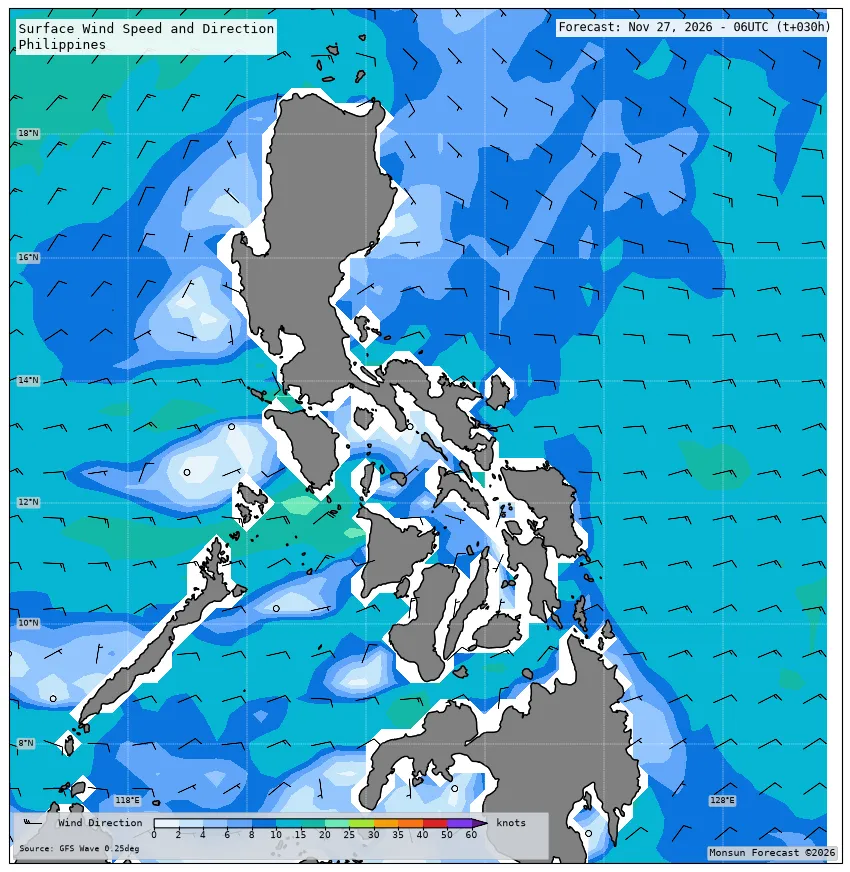 Surface Wind Speed and Direction
Philippines
Forecast: Nov 27, 2026 - 06UTC (t+030h)
18°N
16°N
14°N
12°N
10°N
8°N
118°E
128°E
Wind Direction
0 2 4 6 8 10 15 20 25 30 35 40 50 60
knots
Source: GFS Wave 0.25deg
Monsun Forecast ©2026